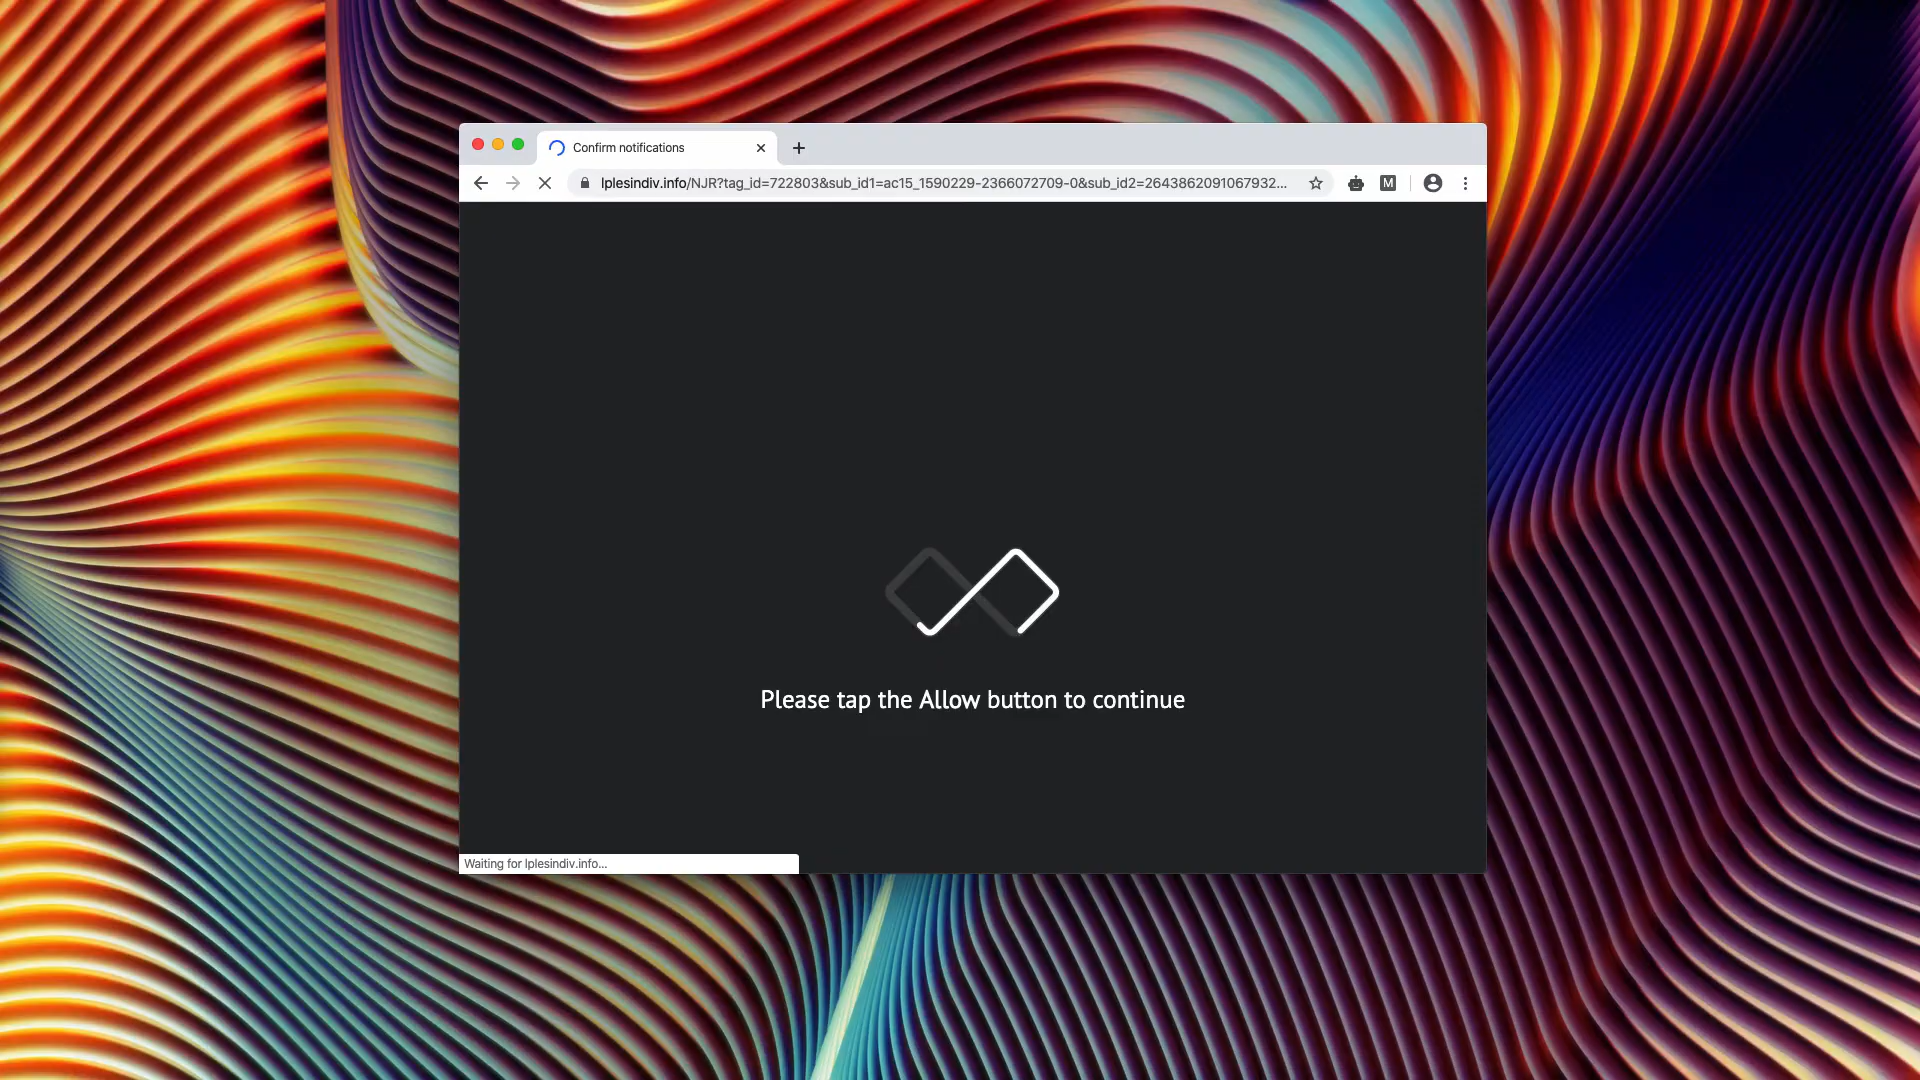 Confirm notifications
lplesindiv.info/NJR?tag_id=722803&sub_id1=ac15_1590229-2366072709-0&sub_id2=2643862091067932...
M
Please tap the Allow button to continue
Waiting for lplesindiv.info...